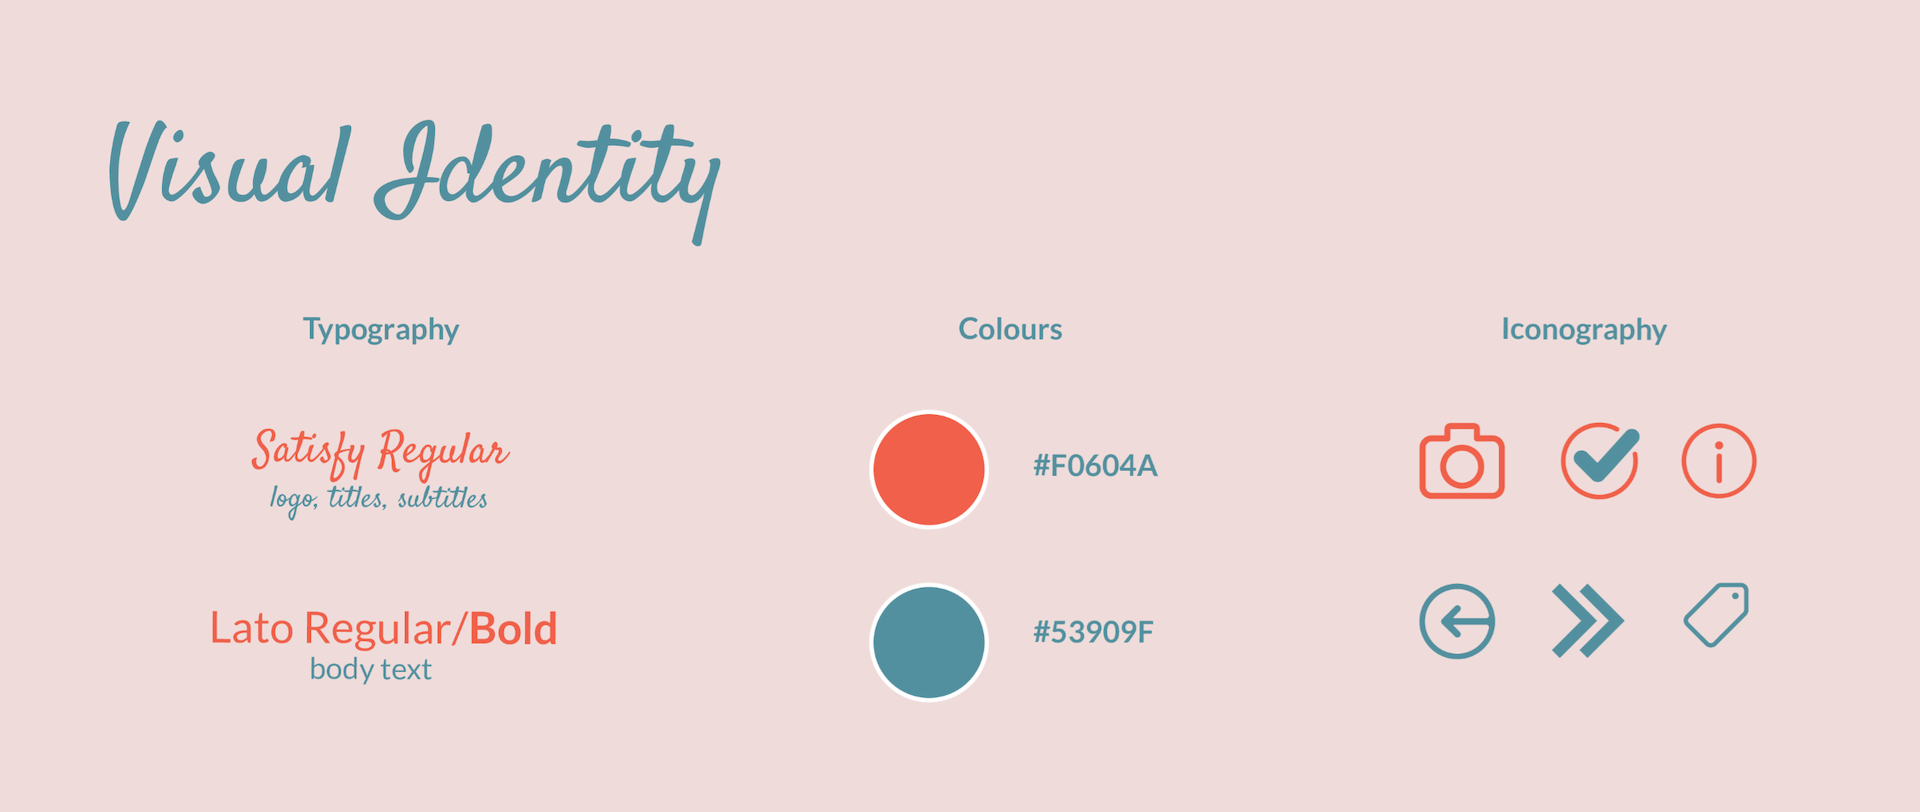 Visual Identity
Typography
Satisfy Regular
logo, titles, subtitles
Lato Regular/Bold
body text
Colours
#F0604A
#53909F
Iconography